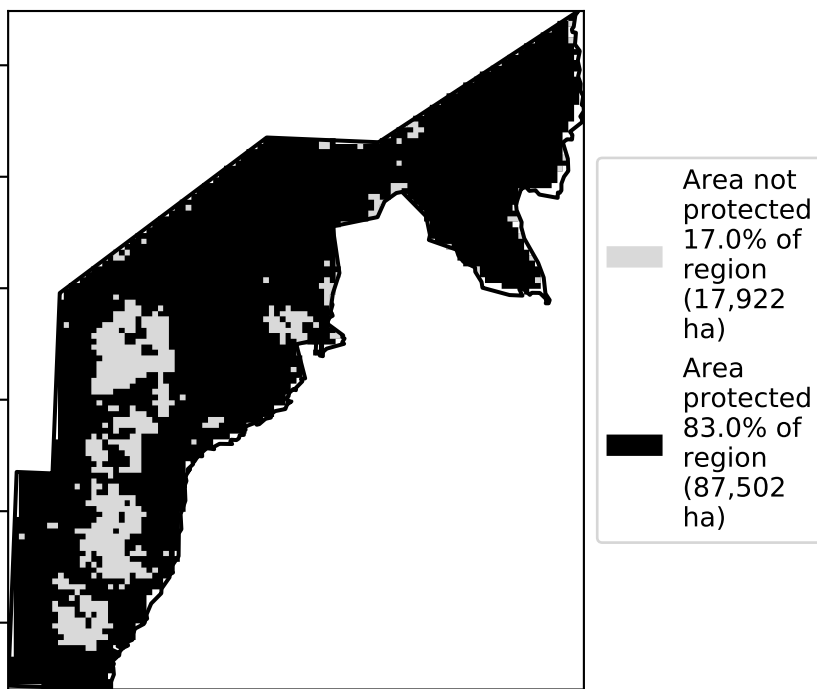 Area not
protected
17.0% of
region
(17,922
ha)
Area
protected
83.0% of
region
(87,502
ha)